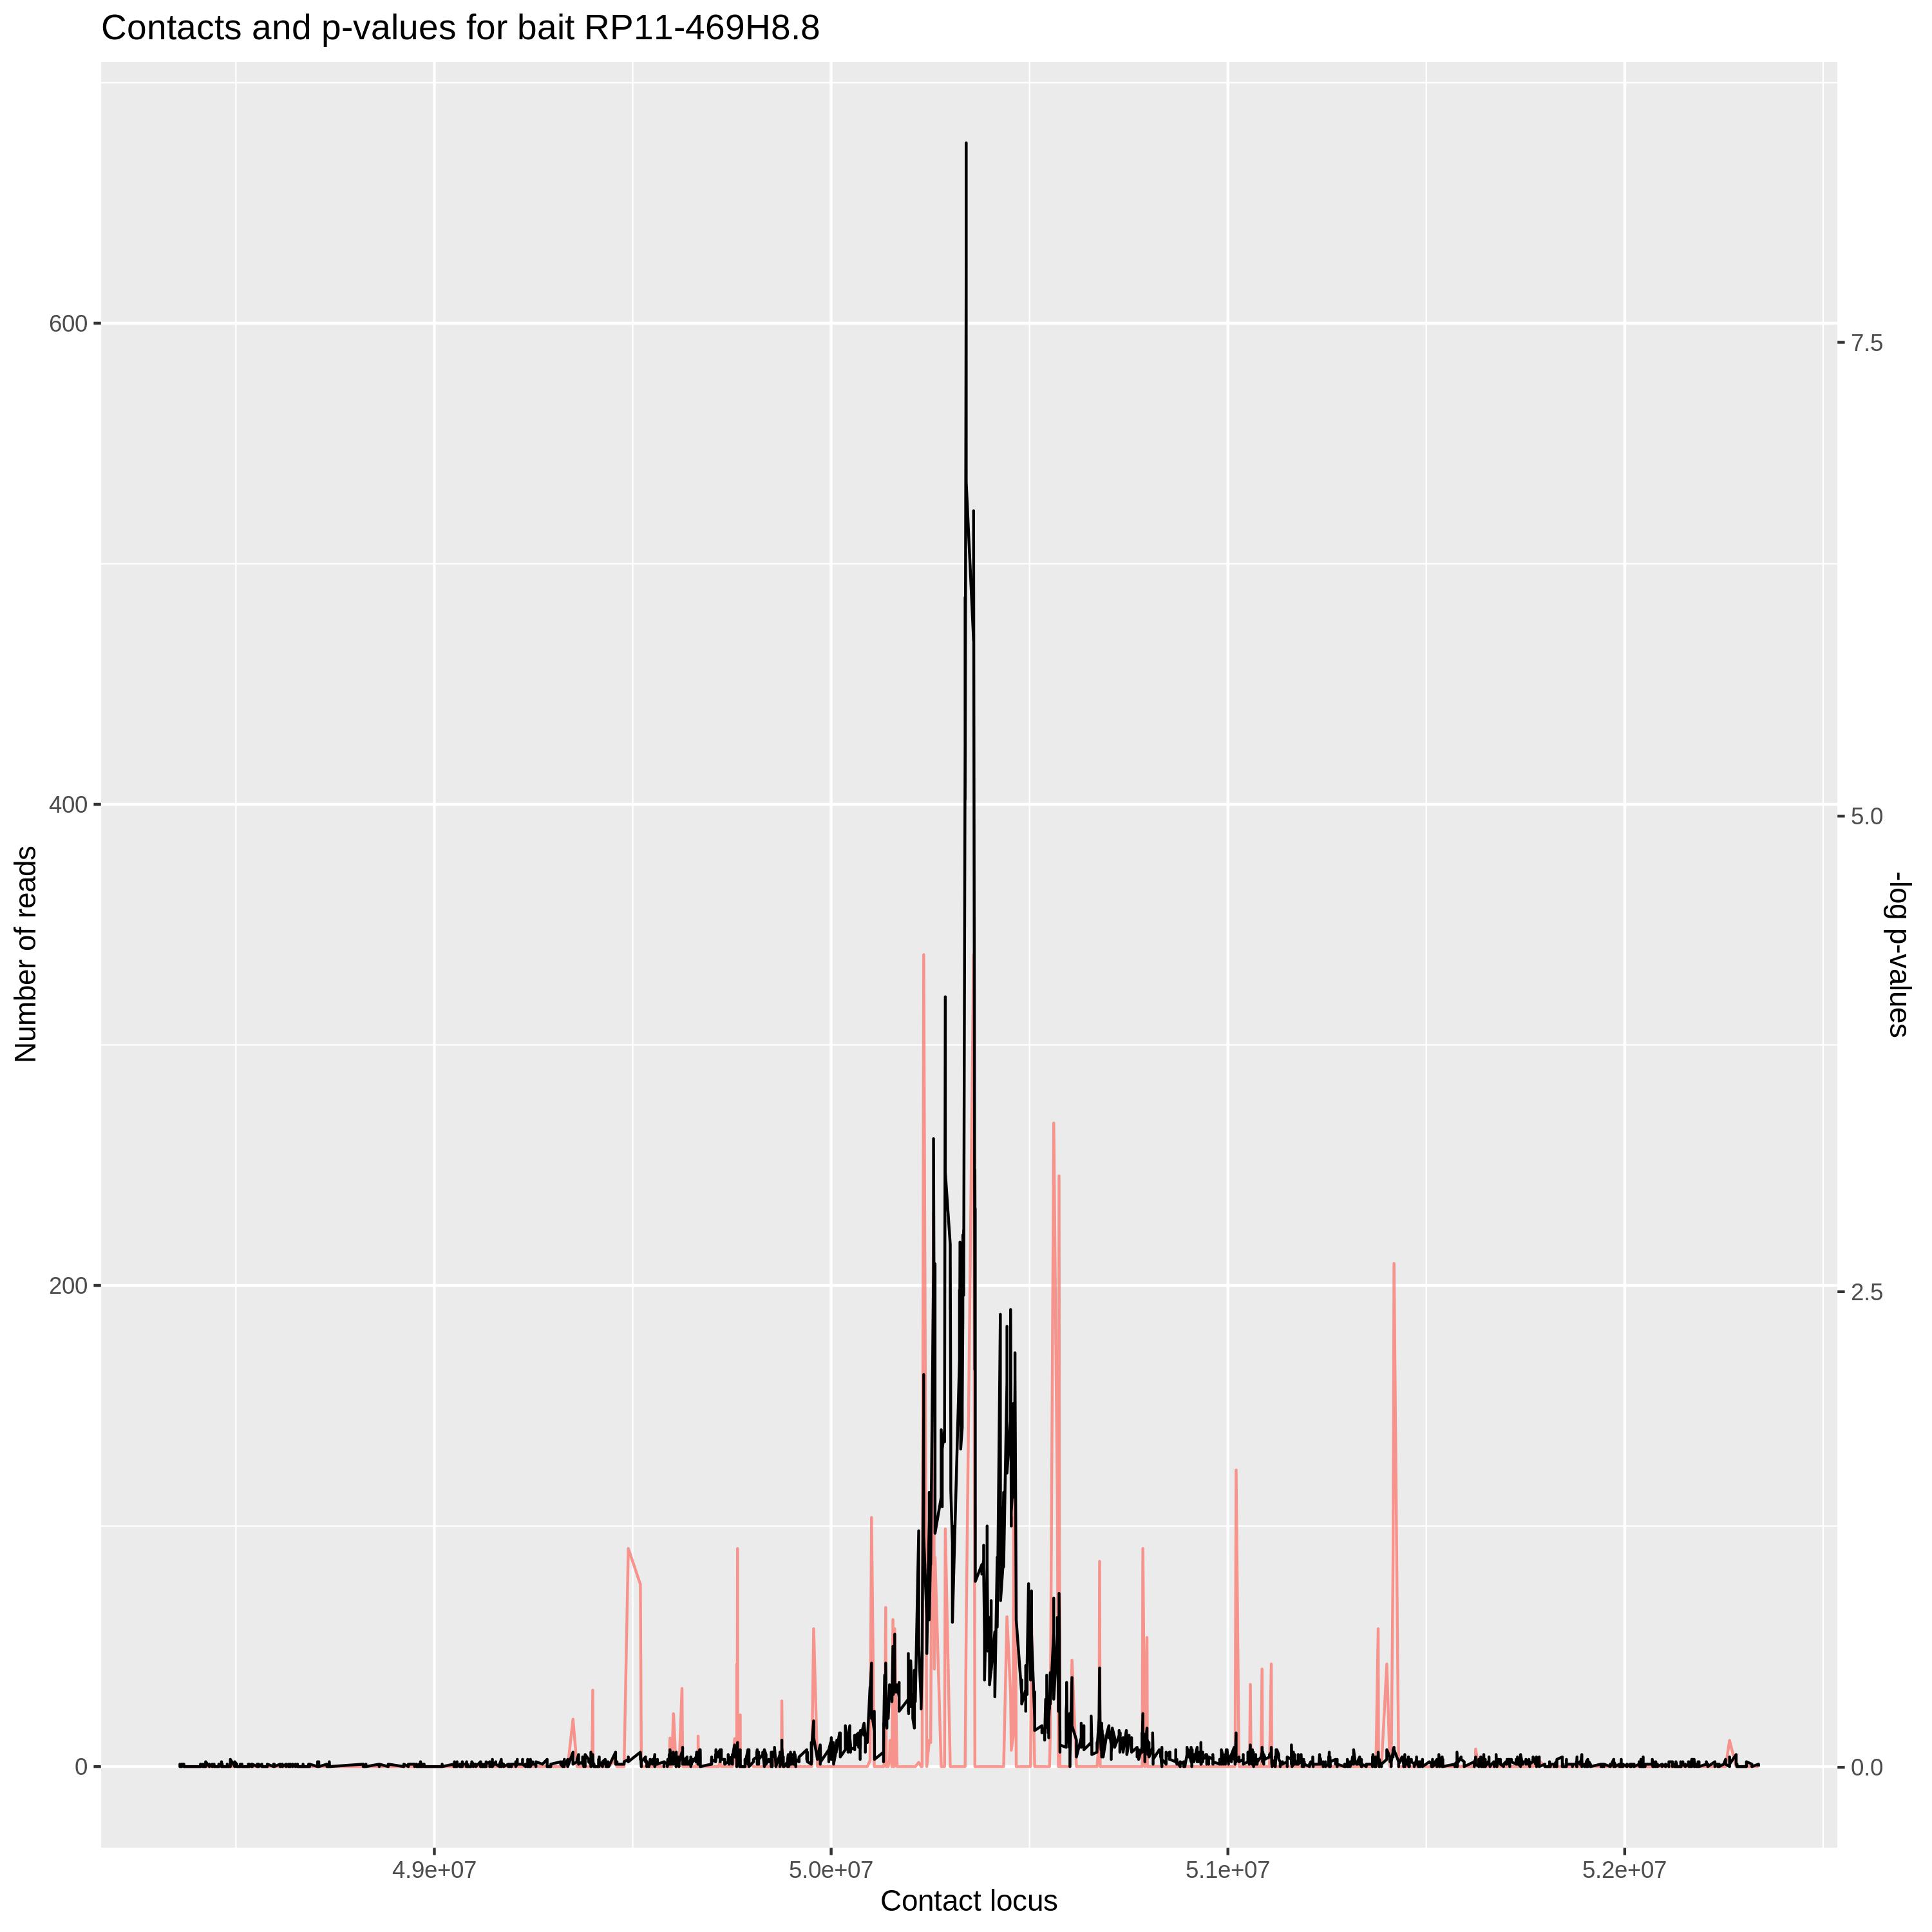 Contacts and p-values for bait RP11-469H8.8
Number of reads
600
400
200
0
7.5
5.0
2.5
0.0
-log p-values
4.9e+07
5.0e+07
5.1e+07
5.2e+07
Contact locus